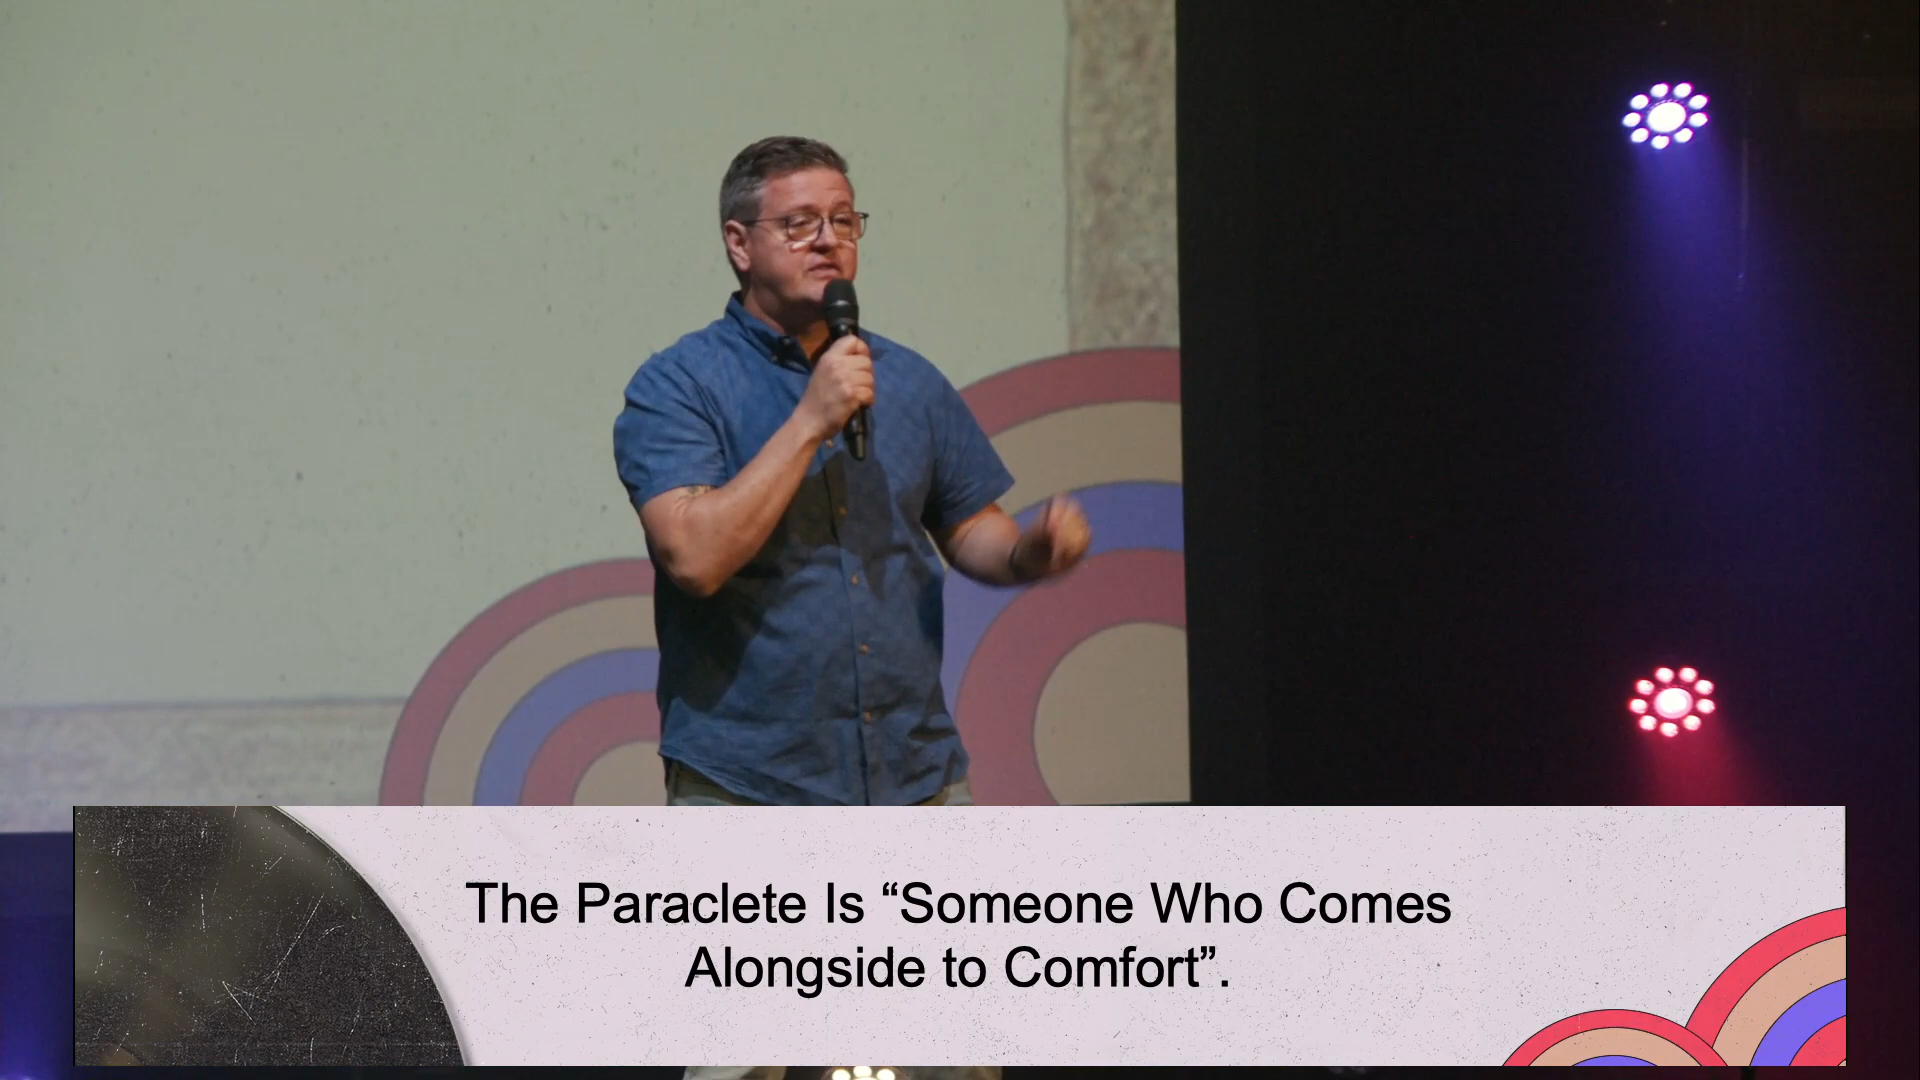 The Paraclete Is “Someone Who Comes
Alongside to Comfort”.